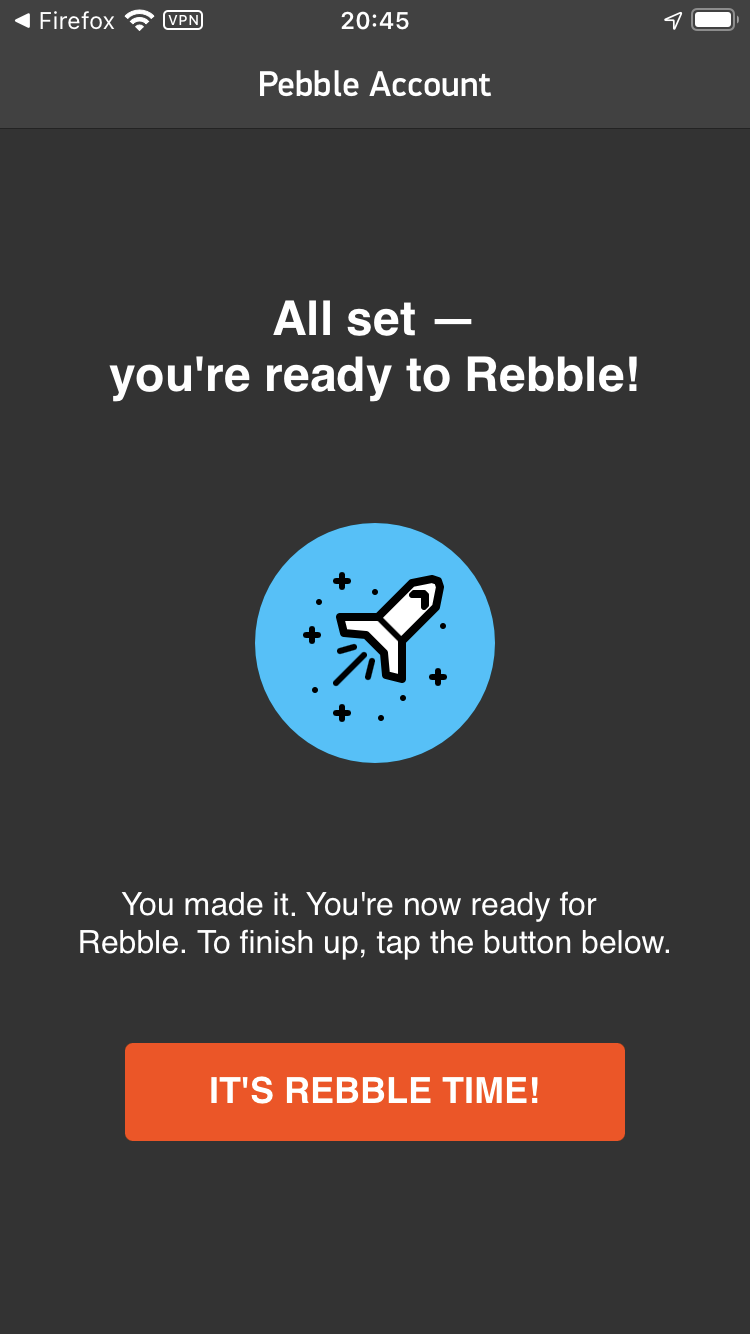 Firefox VPN 20:45
Pebble Account
All set —
you're ready to Rebble!
You made it. You're now ready for
Rebble. To finish up, tap the button below.
IT'S REBBLE TIME!